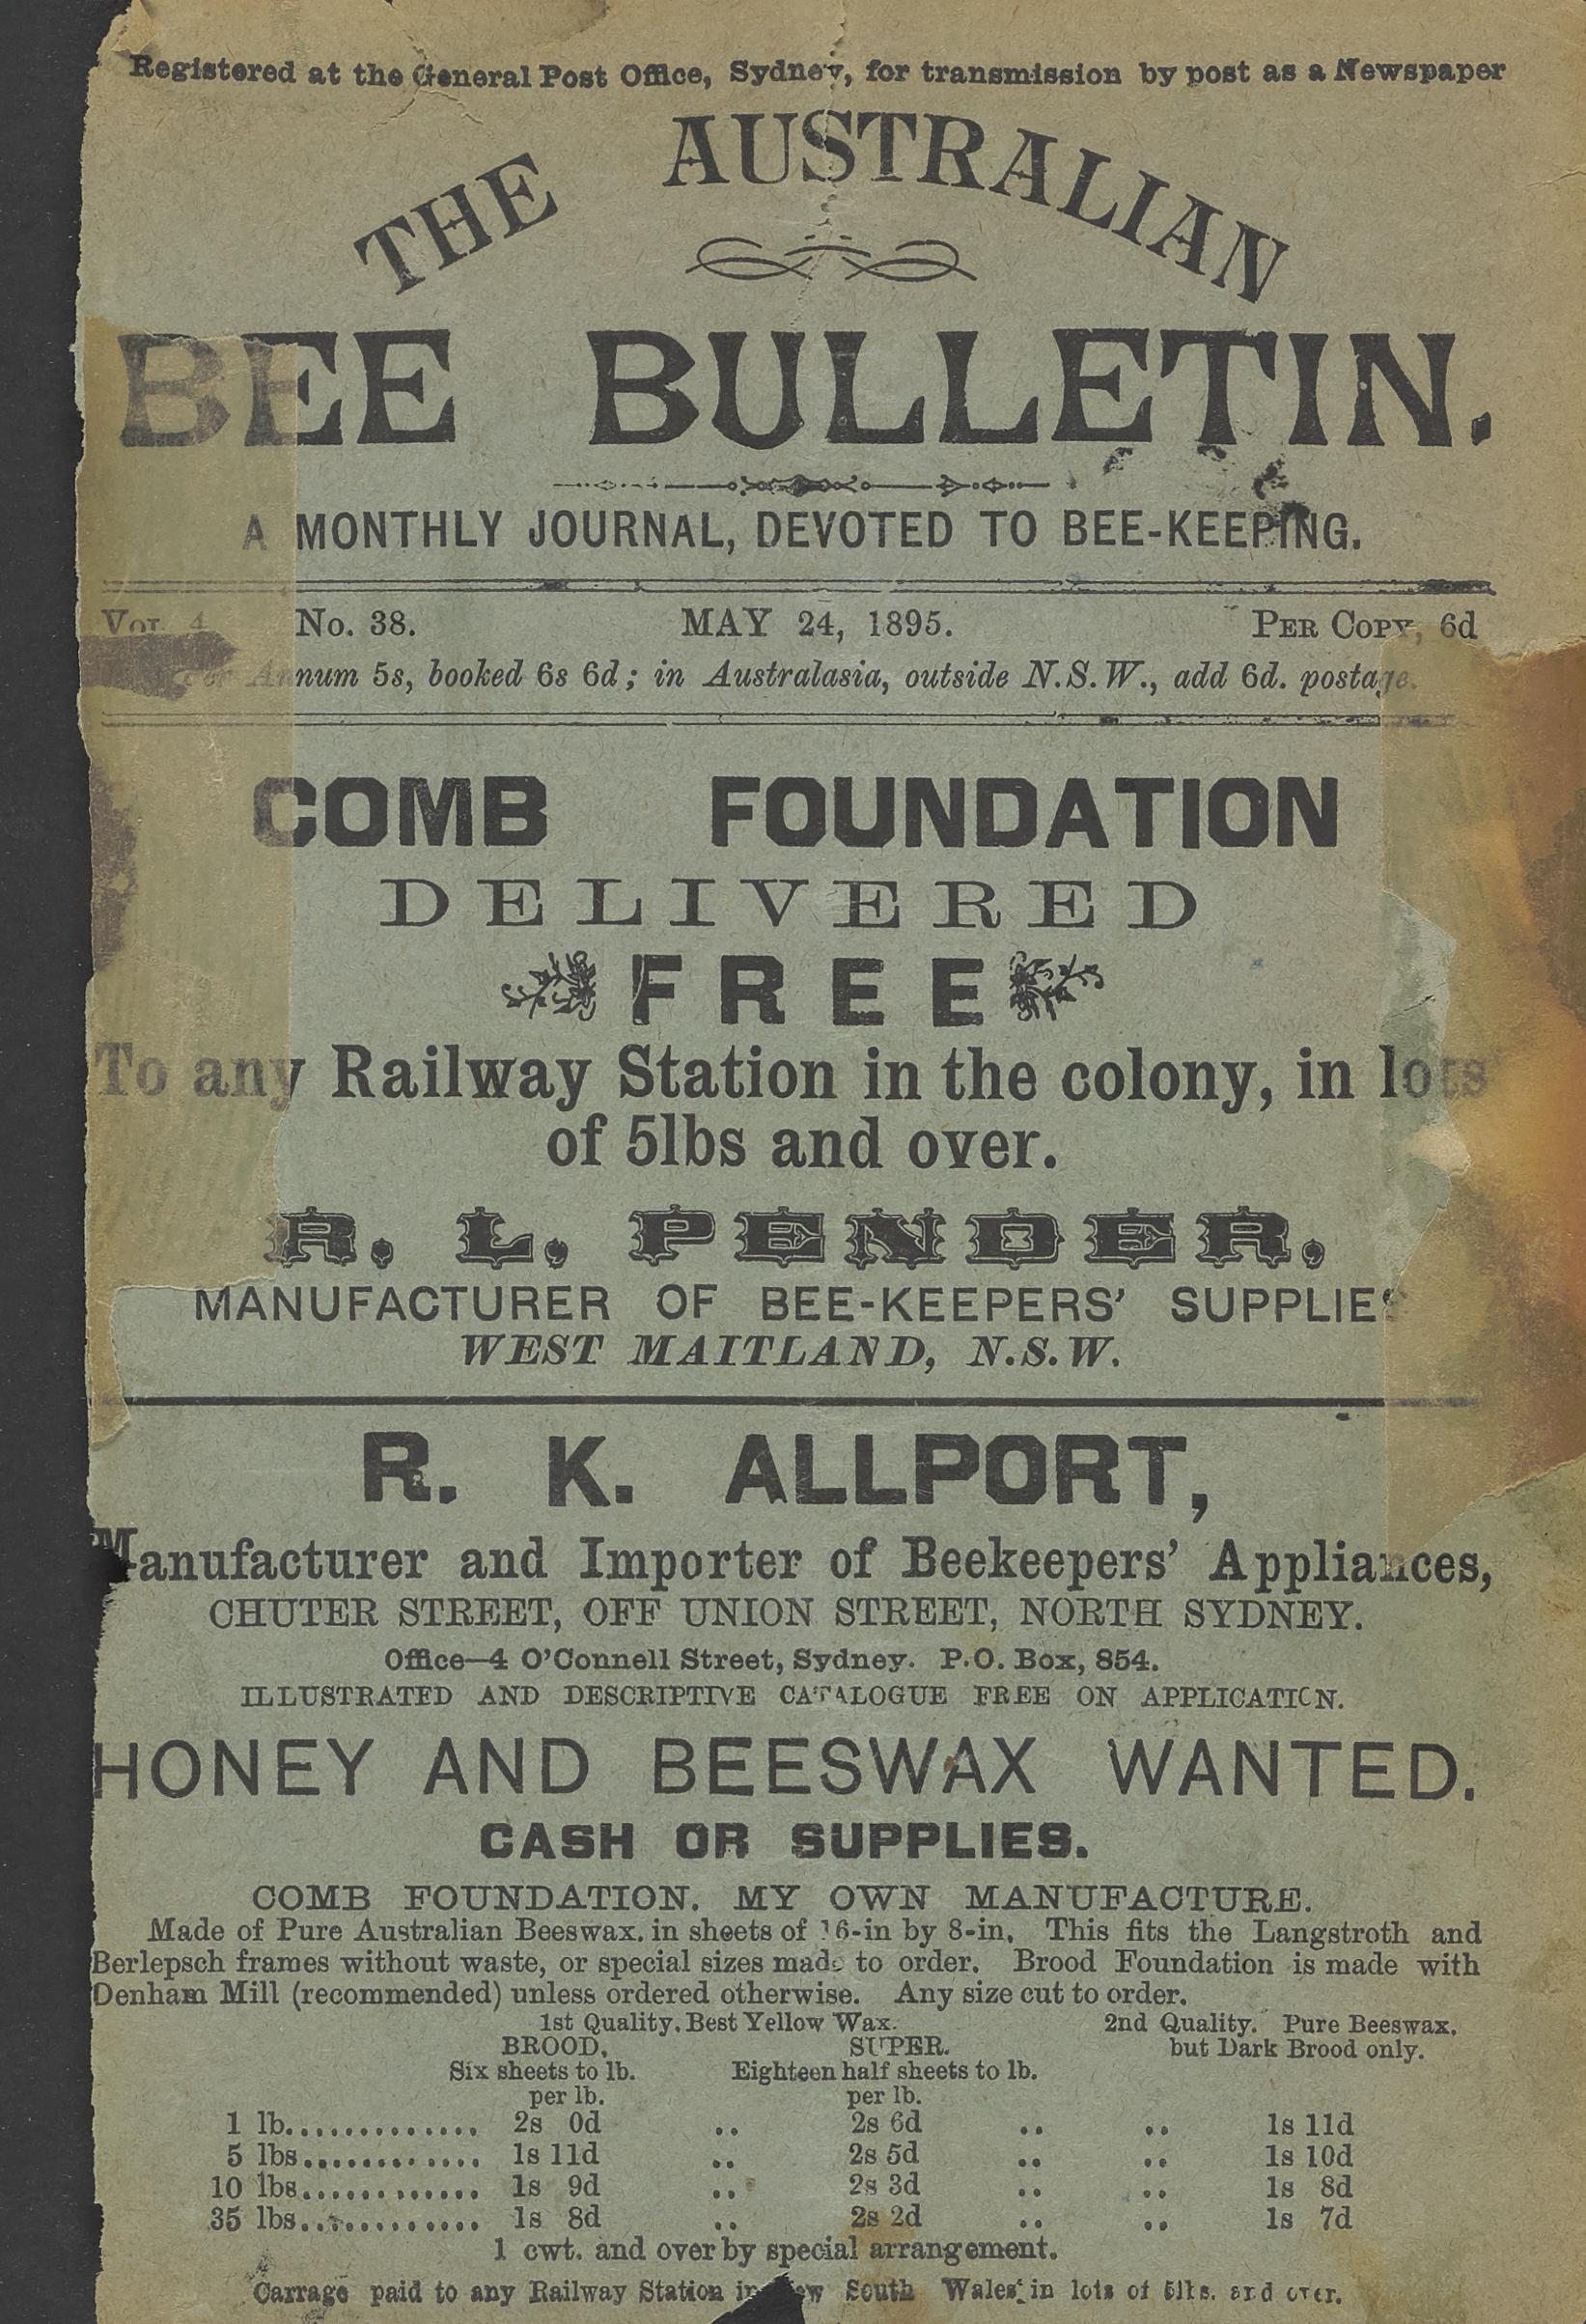 Registered at the General Post Office, Sydney, for transmission by post as a Newspaper
THE AUSTRALIAN
BEE BULLETIN.
A MONTHLY JOURNAL, DEVOTED TO BEE-KEEPING.
VOL. 4 No. 38. MAY 24, 1895. PER COPY, 6d
per Annum 5s, booked 6s 6d; in Australasia, outside N.S.W., add 6d. postage.
COMB FOUNDATION
DELIVERED
FREE
To any Railway Station in the colony, in lots
of 5lbs and over.
R. L. PENDER,
MANUFACTURER OF BEE-KEEPERS' SUPPLIES
WEST MAITLAND, N.S.W.
R. K. ALLPORT,
Manufacturer and Importer of Beekeepers' Appliances,
CHUTER STREET, OFF UNION STREET, NORTH SYDNEY.
Office—4 O'Connell Street, Sydney. P.O. Box, 854.
ILLUSTRATED AND DESCRIPTIVE CATALOGUE FREE ON APPLICATION.
HONEY AND BEESWAX WANTED.
CASH OR SUPPLIES.
COMB FOUNDATION. MY OWN MANUFACTURE.
Made of Pure Australian Beeswax. in sheets of 16-in by 8-in. This fits the Langstroth and
Berlepsch frames without waste, or special sizes made to order. Brood Foundation is made with
Denham Mill (recommended) unless ordered otherwise. Any size cut to order.
1st Quality. Best Yellow Wax. 2nd Quality. Pure Beeswax.
BROOD. SUPER. but Dark Brood only.
Six sheets to lb. Eighteen half sheets to lb.
per lb. per lb.
1 lb.............. 2s 0d .. 2s 6d .. .. 1s 11d
5 lbs............. 1s 11d .. 2s 5d .. .. 1s 10d
10 lbs............. 1s 9d .. 2s 3d .. .. 1s 8d
35 lbs............. 1s 8d .. 2s 2d .. .. 1s 7d
1 cwt. and over by special arrangement.
Carrage paid to any Railway Station in New South Wales in lots of 5lbs. and over.